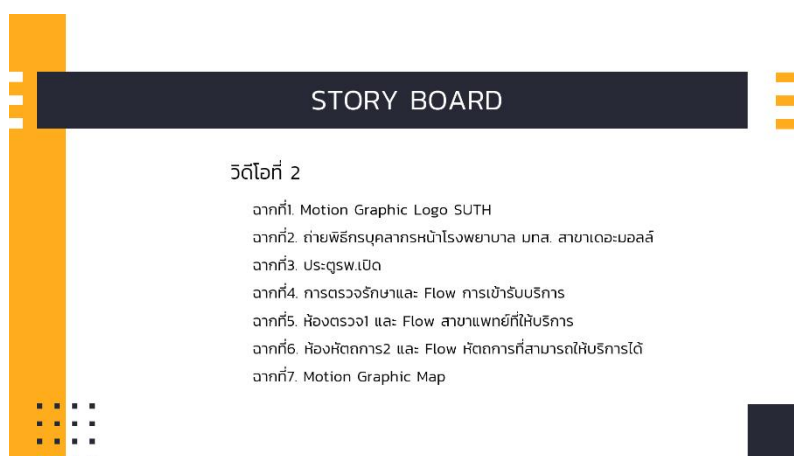 STORY BOARD
วิดีโอที่ 2
ฉากที่1. Motion Graphic Logo SUTH
ฉากที่2. ถ่ายพิธีกรบุคลากรหน้าโรงพยาบาล มทส. สาขาเดอะมอลล์
ฉากที่3. ประตูรพ.เปิด
ฉากที่4. การตรวจรักษาและ Flow การเข้ารับบริการ
ฉากที่5. ห้องตรวจ1 และ Flow สาขาแพทย์ที่ให้บริการ
ฉากที่6. ห้องหัตถการ2 และ Flow หัตถการที่สามารถให้บริการได้
ฉากที่7. Motion Graphic Map